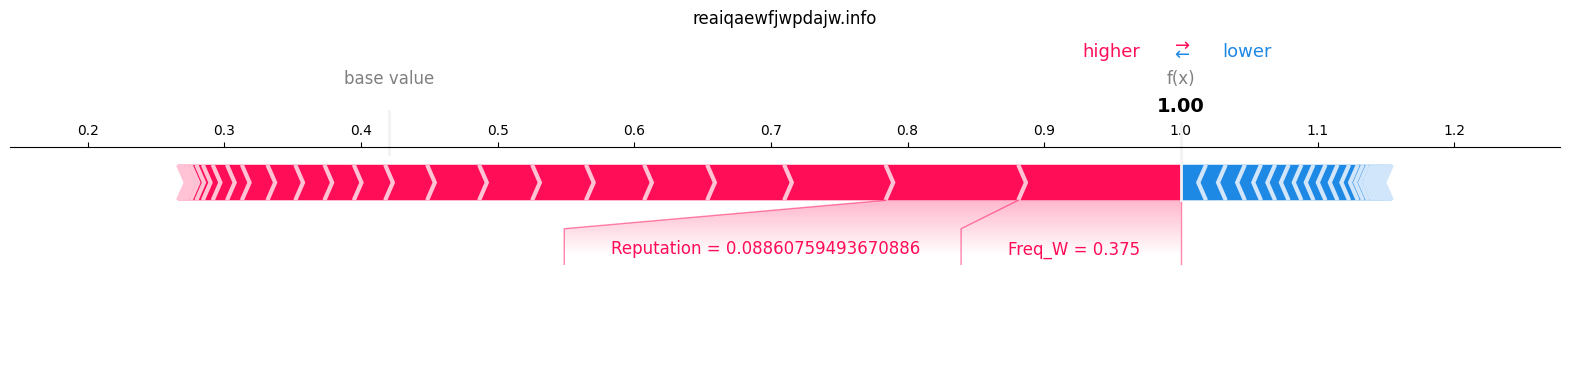 reaiqaewfjwpdajw.info
higher → ← lower
base value f(x)
1.00
0.2 0.3 0.4 0.5 0.6 0.7 0.8 0.9 1.0 1.1 1.2
Reputation = 0.08860759493670886 Freq_W = 0.375